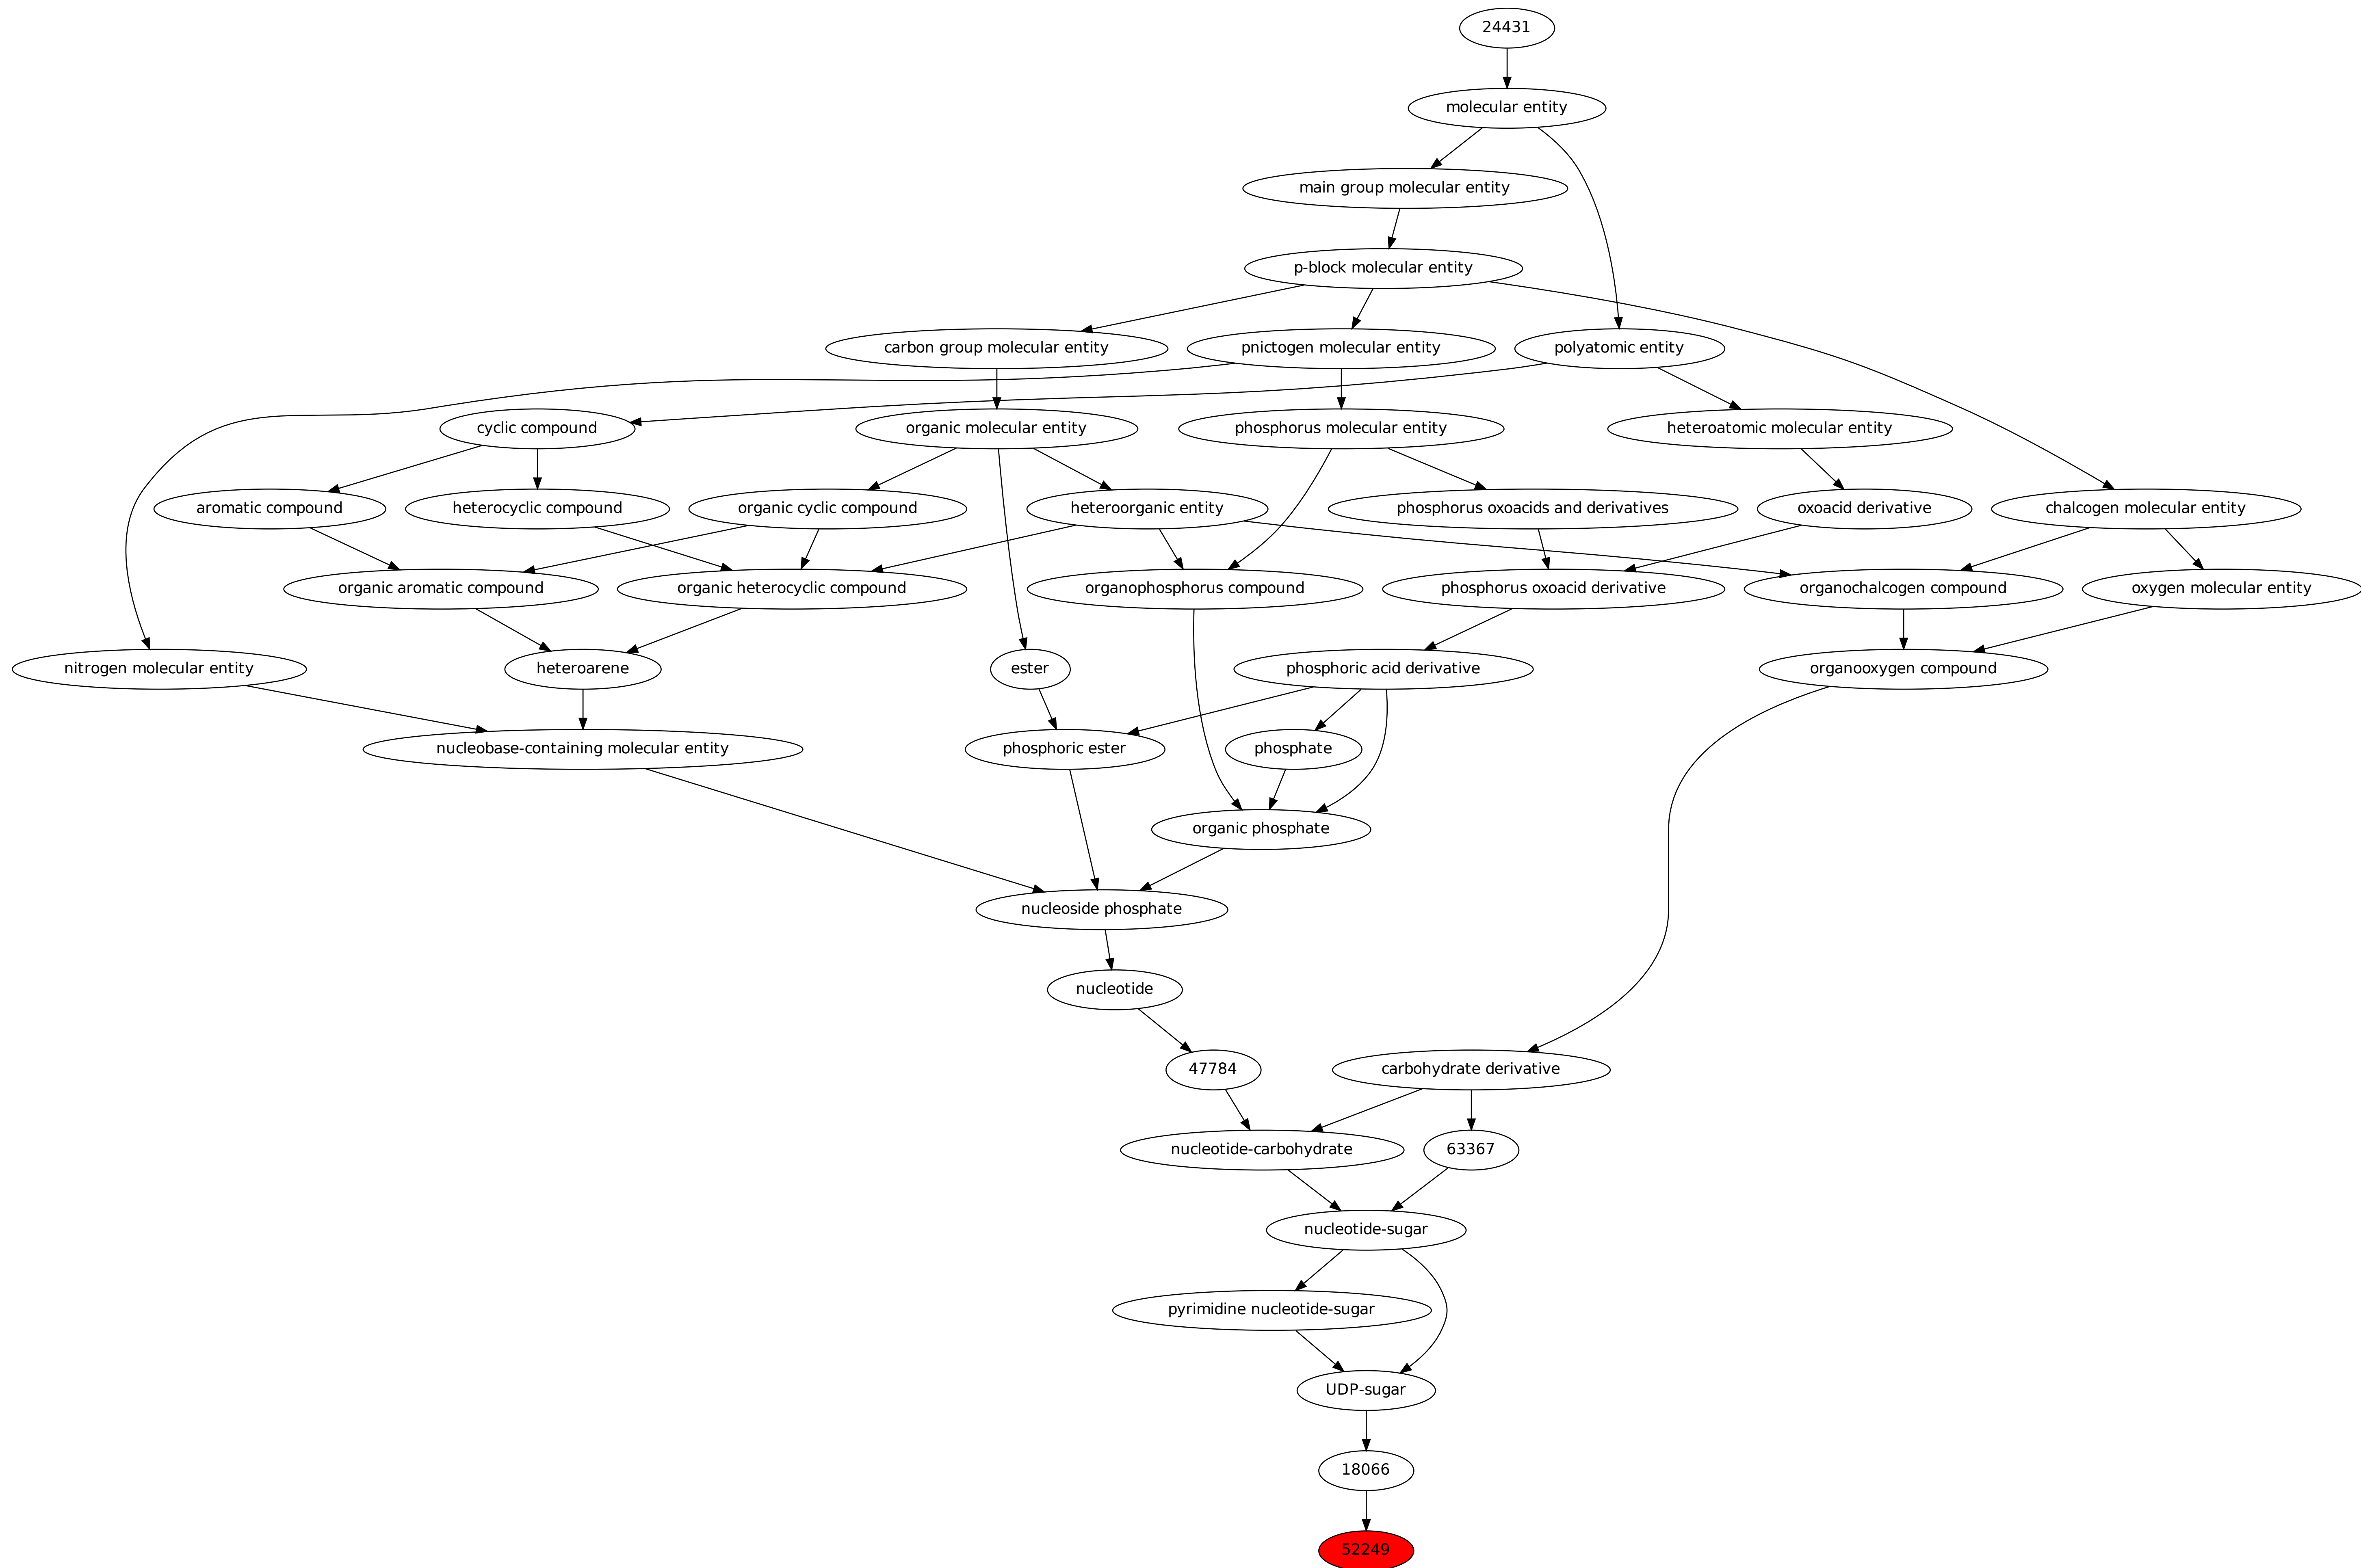 24431
molecular entity
main group molecular entity
p-block molecular entity
carbon group molecular entity
pnictogen molecular entity
polyatomic entity
cyclic compound
organic molecular entity
phosphorus molecular entity
heteroatomic molecular entity
aromatic compound
heterocyclic compound
organic cyclic compound
heteroorganic entity
phosphorus oxoacids and derivatives
oxoacid derivative
chalcogen molecular entity
organic aromatic compound
organic heterocyclic compound
organophosphorus compound
phosphorus oxoacid derivative
organochalcogen compound
oxygen molecular entity
nitrogen molecular entity
heteroarene
ester
phosphoric acid derivative
organooxygen compound
nucleobase-containing molecular entity
phosphoric ester
phosphate
organic phosphate
nucleoside phosphate
nucleotide
47784
carbohydrate derivative
nucleotide-carbohydrate
63367
nucleotide-sugar
pyrimidine nucleotide-sugar
UDP-sugar
18066
52249